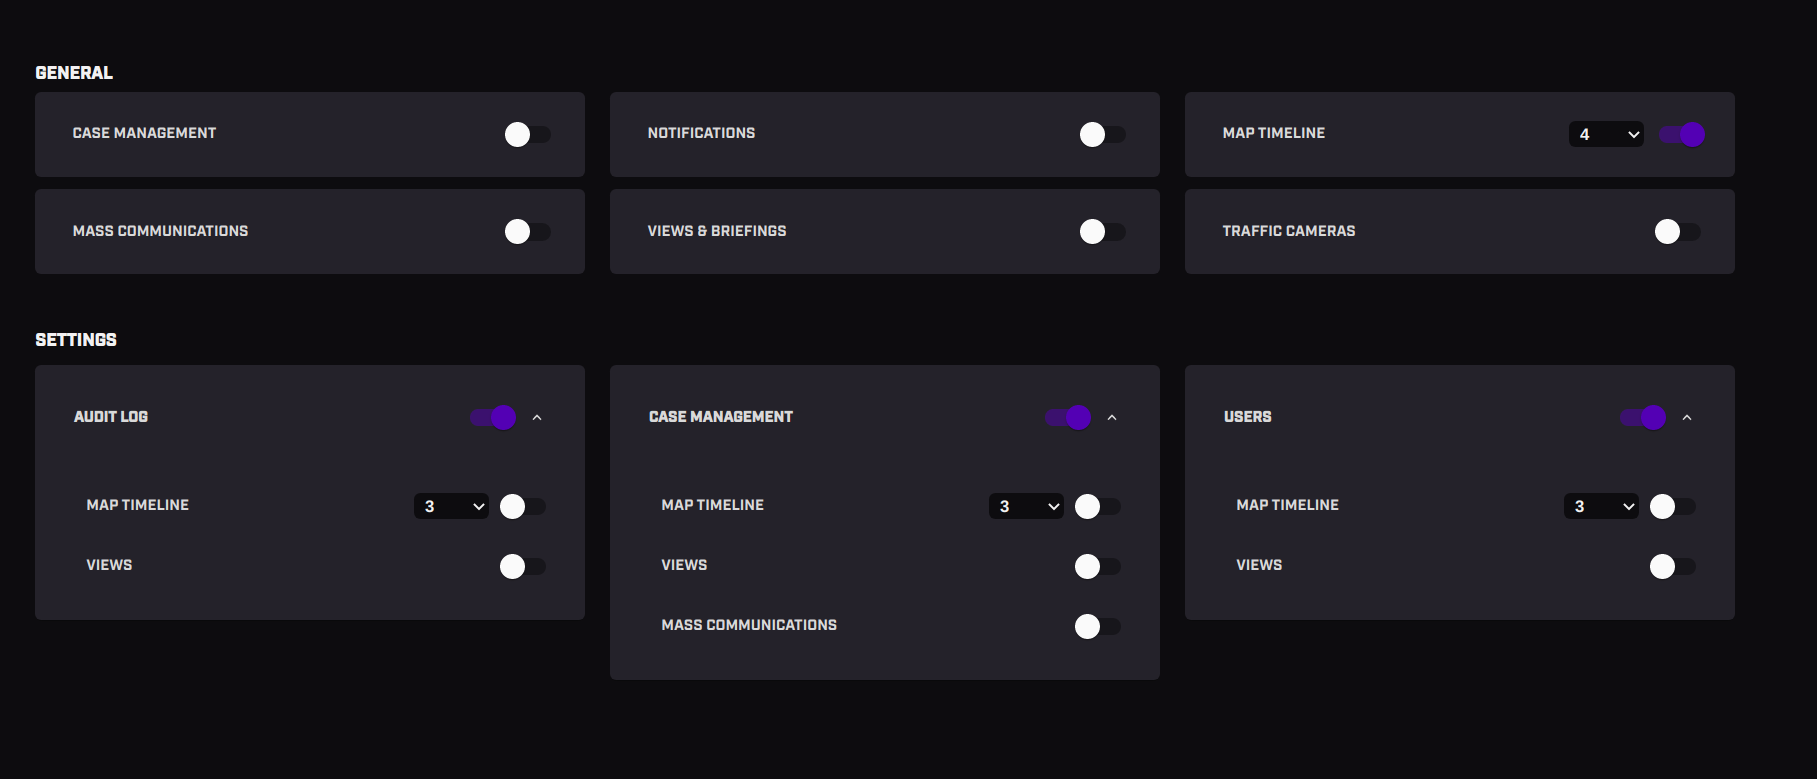 GENERAL
CASE MANAGEMENT
NOTIFICATIONS
MAP TIMELINE
4
MASS COMMUNICATIONS
VIEWS & BRIEFINGS
TRAFFIC CAMERAS
SETTINGS
AUDIT LOG
MAP TIMELINE
3
VIEWS
CASE MANAGEMENT
MAP TIMELINE
3
VIEWS
MASS COMMUNICATIONS
USERS
MAP TIMELINE
3
VIEWS